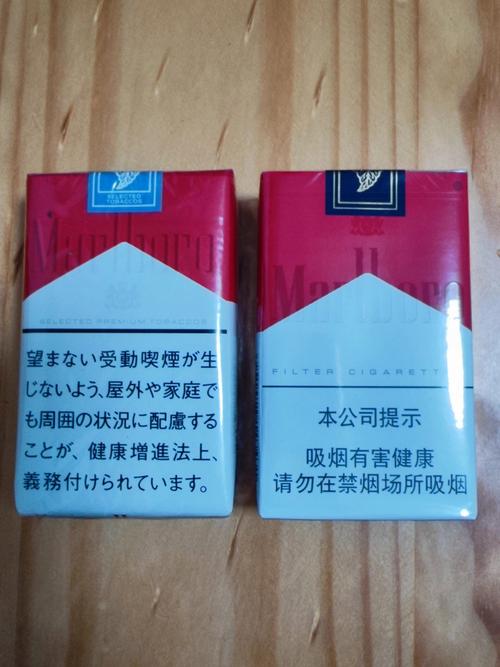 SELECTED
TOBACCOS
Marlboro
SELECTED PREMIUM TOBACCOS
望まない受動喫煙が生
じないよう、屋外や家庭で
も周囲の状況に配慮する
ことが、健康増進法上、
義務付けられています。
Marlboro
FILTER CIGARETT
本公司提示
吸烟有害健康
请勿在禁烟场所吸烟